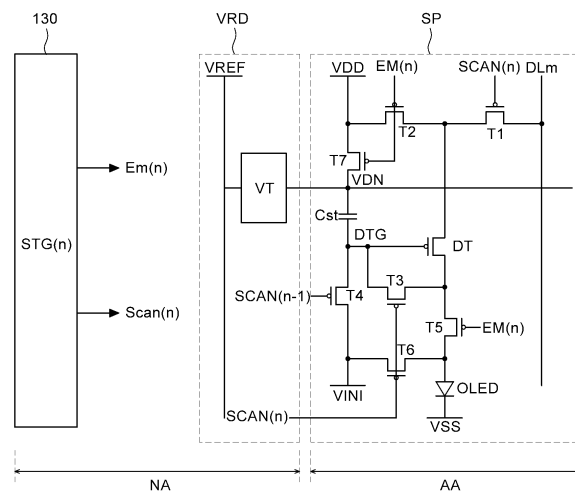 130
VRD
SP
VREF
VDD
EM(n)
SCAN(n)
DLm
T2
T1
T7
Em(n)
VT
VDN
Cst
STG(n)
DTG
DT
T3
SCAN(n-1)
T4
Scan(n)
T5
EM(n)
T6
VINI
OLED
SCAN(n)
VSS
NA
AA